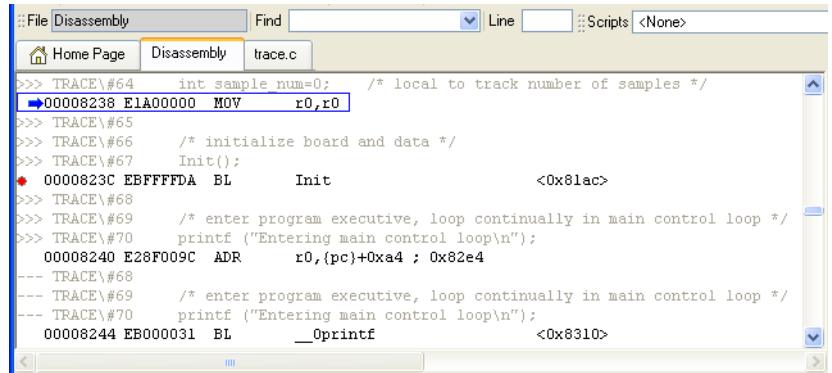 File Disassembly Find Line Scripts <None>
Home Page Disassembly trace.c
>>> TRACE\#64 int sample_num=0; /* local to track number of samples */
00008238 E1A00000 MOV r0,r0
>>> TRACE\#65
>>> TRACE\#66 /* initialize board and data */
>>> TRACE\#67 Init();
0000823C EBFFFFDA BL Init <0x81ac>
>>> TRACE\#68
>>> TRACE\#69 /* enter program executive, loop continually in main control loop */
>>> TRACE\#70 printf ("Entering main control loop\n");
00008240 E28F009C ADR r0,{pc}+0xa4 ; 0x82e4
--- TRACE\#68
--- TRACE\#69 /* enter program executive, loop continually in main control loop */
--- TRACE\#70 printf ("Entering main control loop\n");
00008244 EB000031 BL __0printf <0x8310>